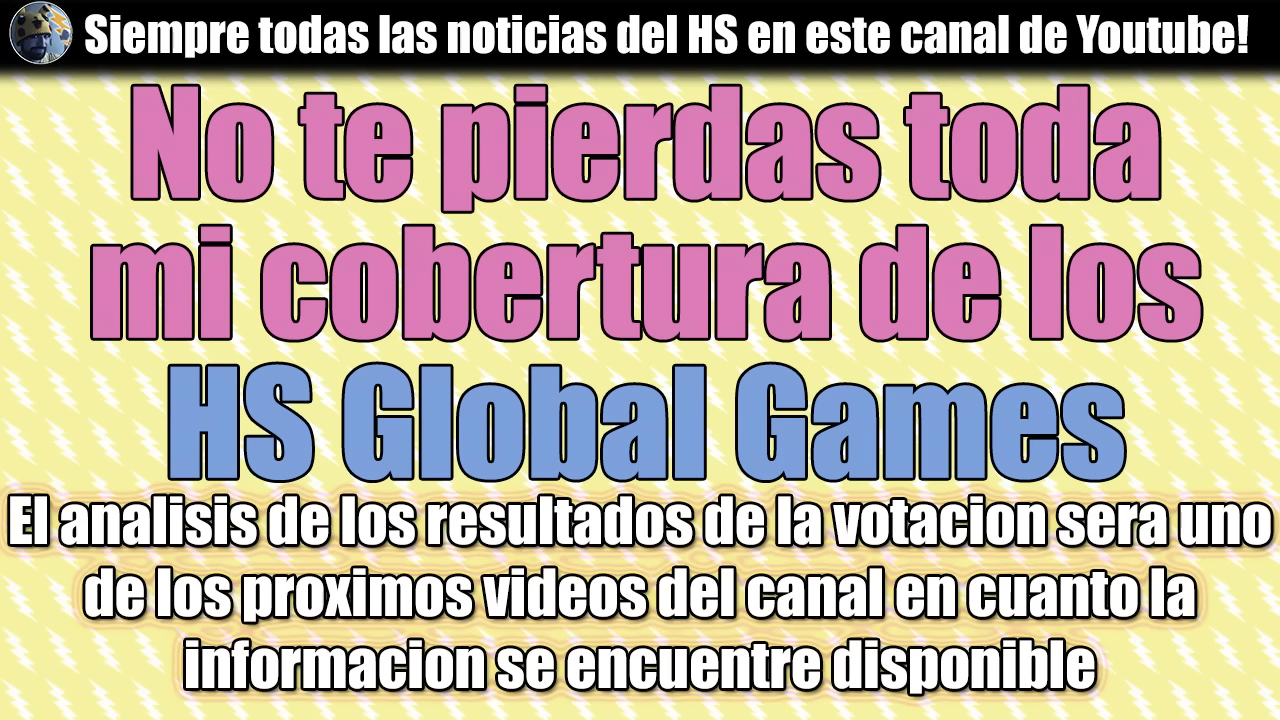 Siempre todas las noticias del HS en este canal de Youtube!
No te pierdas toda
mi cobertura de los
HS Global Games
El analisis de los resultados de la votacion sera uno
de los proximos videos del canal en cuanto la
informacion se encuentre disponible